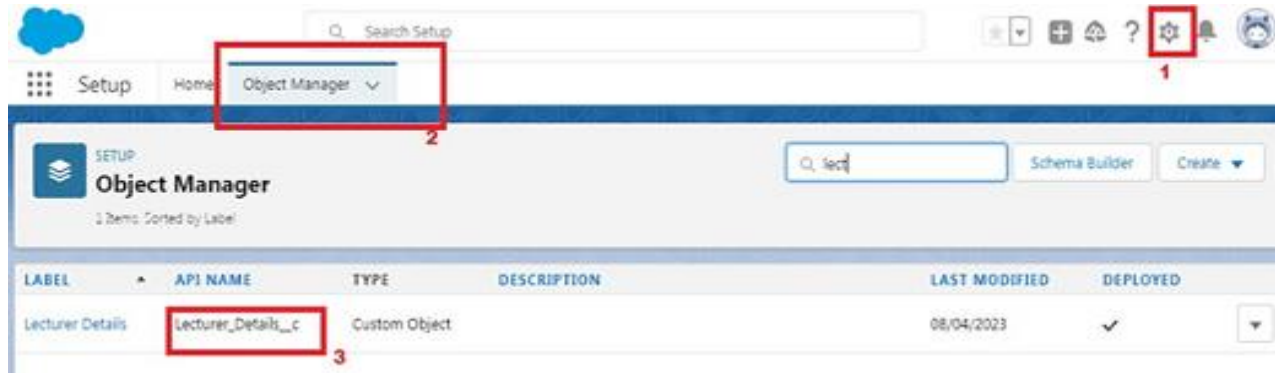 Search Setup
1
Setup Home Object Manager
2
SETUP
Object Manager
1 Items, Sorted by Label
lect
Schema Builder
Create
LABEL API NAME TYPE DESCRIPTION LAST MODIFIED DEPLOYED
Lecturer Details Lecturer_Details__c Custom Object 08/04/2023
3